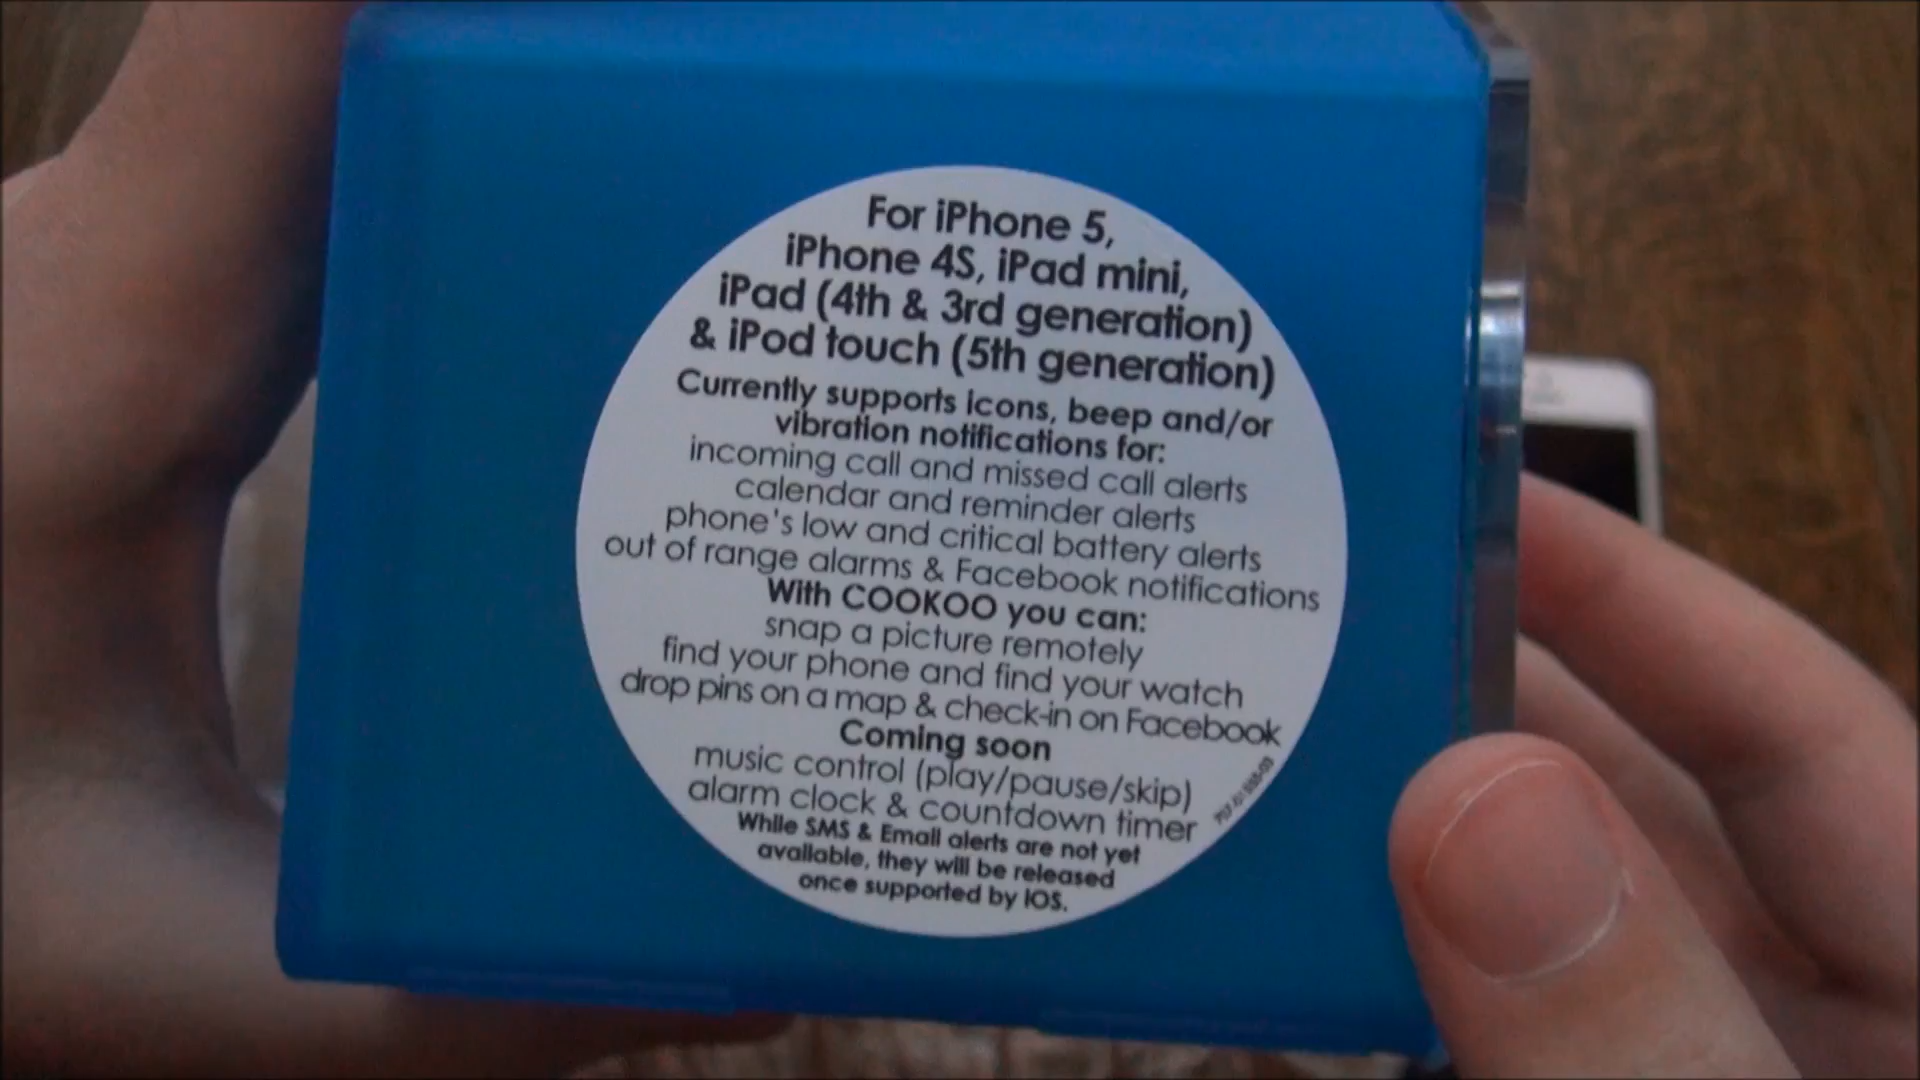 For iPhone 5,
iPhone 4S, iPad mini,
iPad (4th & 3rd generation)
& iPod touch (5th generation)
Currently supports icons, beep and/or
vibration notifications for:
incoming call and missed call alerts
calendar and reminder alerts
phone's low and critical battery alerts
out of range alarms & Facebook notifications
With COOKOO you can:
snap a picture remotely
find your phone and find your watch
drop pins on a map & check-in on Facebook
Coming soon
music control (play/pause/skip)
alarm clock & countdown timer
While SMS & Email alerts are not yet
available, they will be released
once supported by iOS.